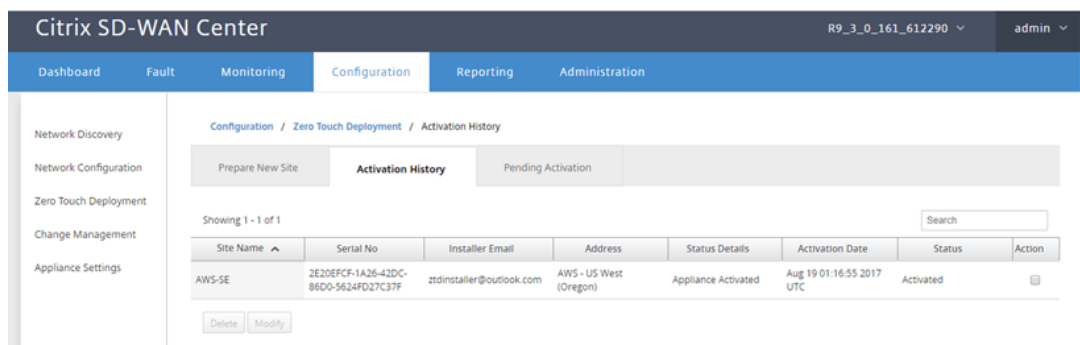 Citrix SD-WAN Center
R9_3_0_161_612290
admin
Dashboard Fault Monitoring Configuration Reporting Administration
Network Discovery
Network Configuration
Zero Touch Deployment
Change Management
Appliance Settings
Configuration / Zero Touch Deployment / Activation History
Prepare New Site Activation History Pending Activation
Showing 1 - 1 of 1
Search
Site Name Serial No Installer Email Address Status Details Activation Date Status Action
AWS-SE 2E20EFCF-1A26-42DC- ztdinstaller@outlook.com AWS - US West Appliance Activated Aug 19 01:16:55 2017 Activated
86D0-5624FD27C37F (Oregon) UTC
Delete Modify